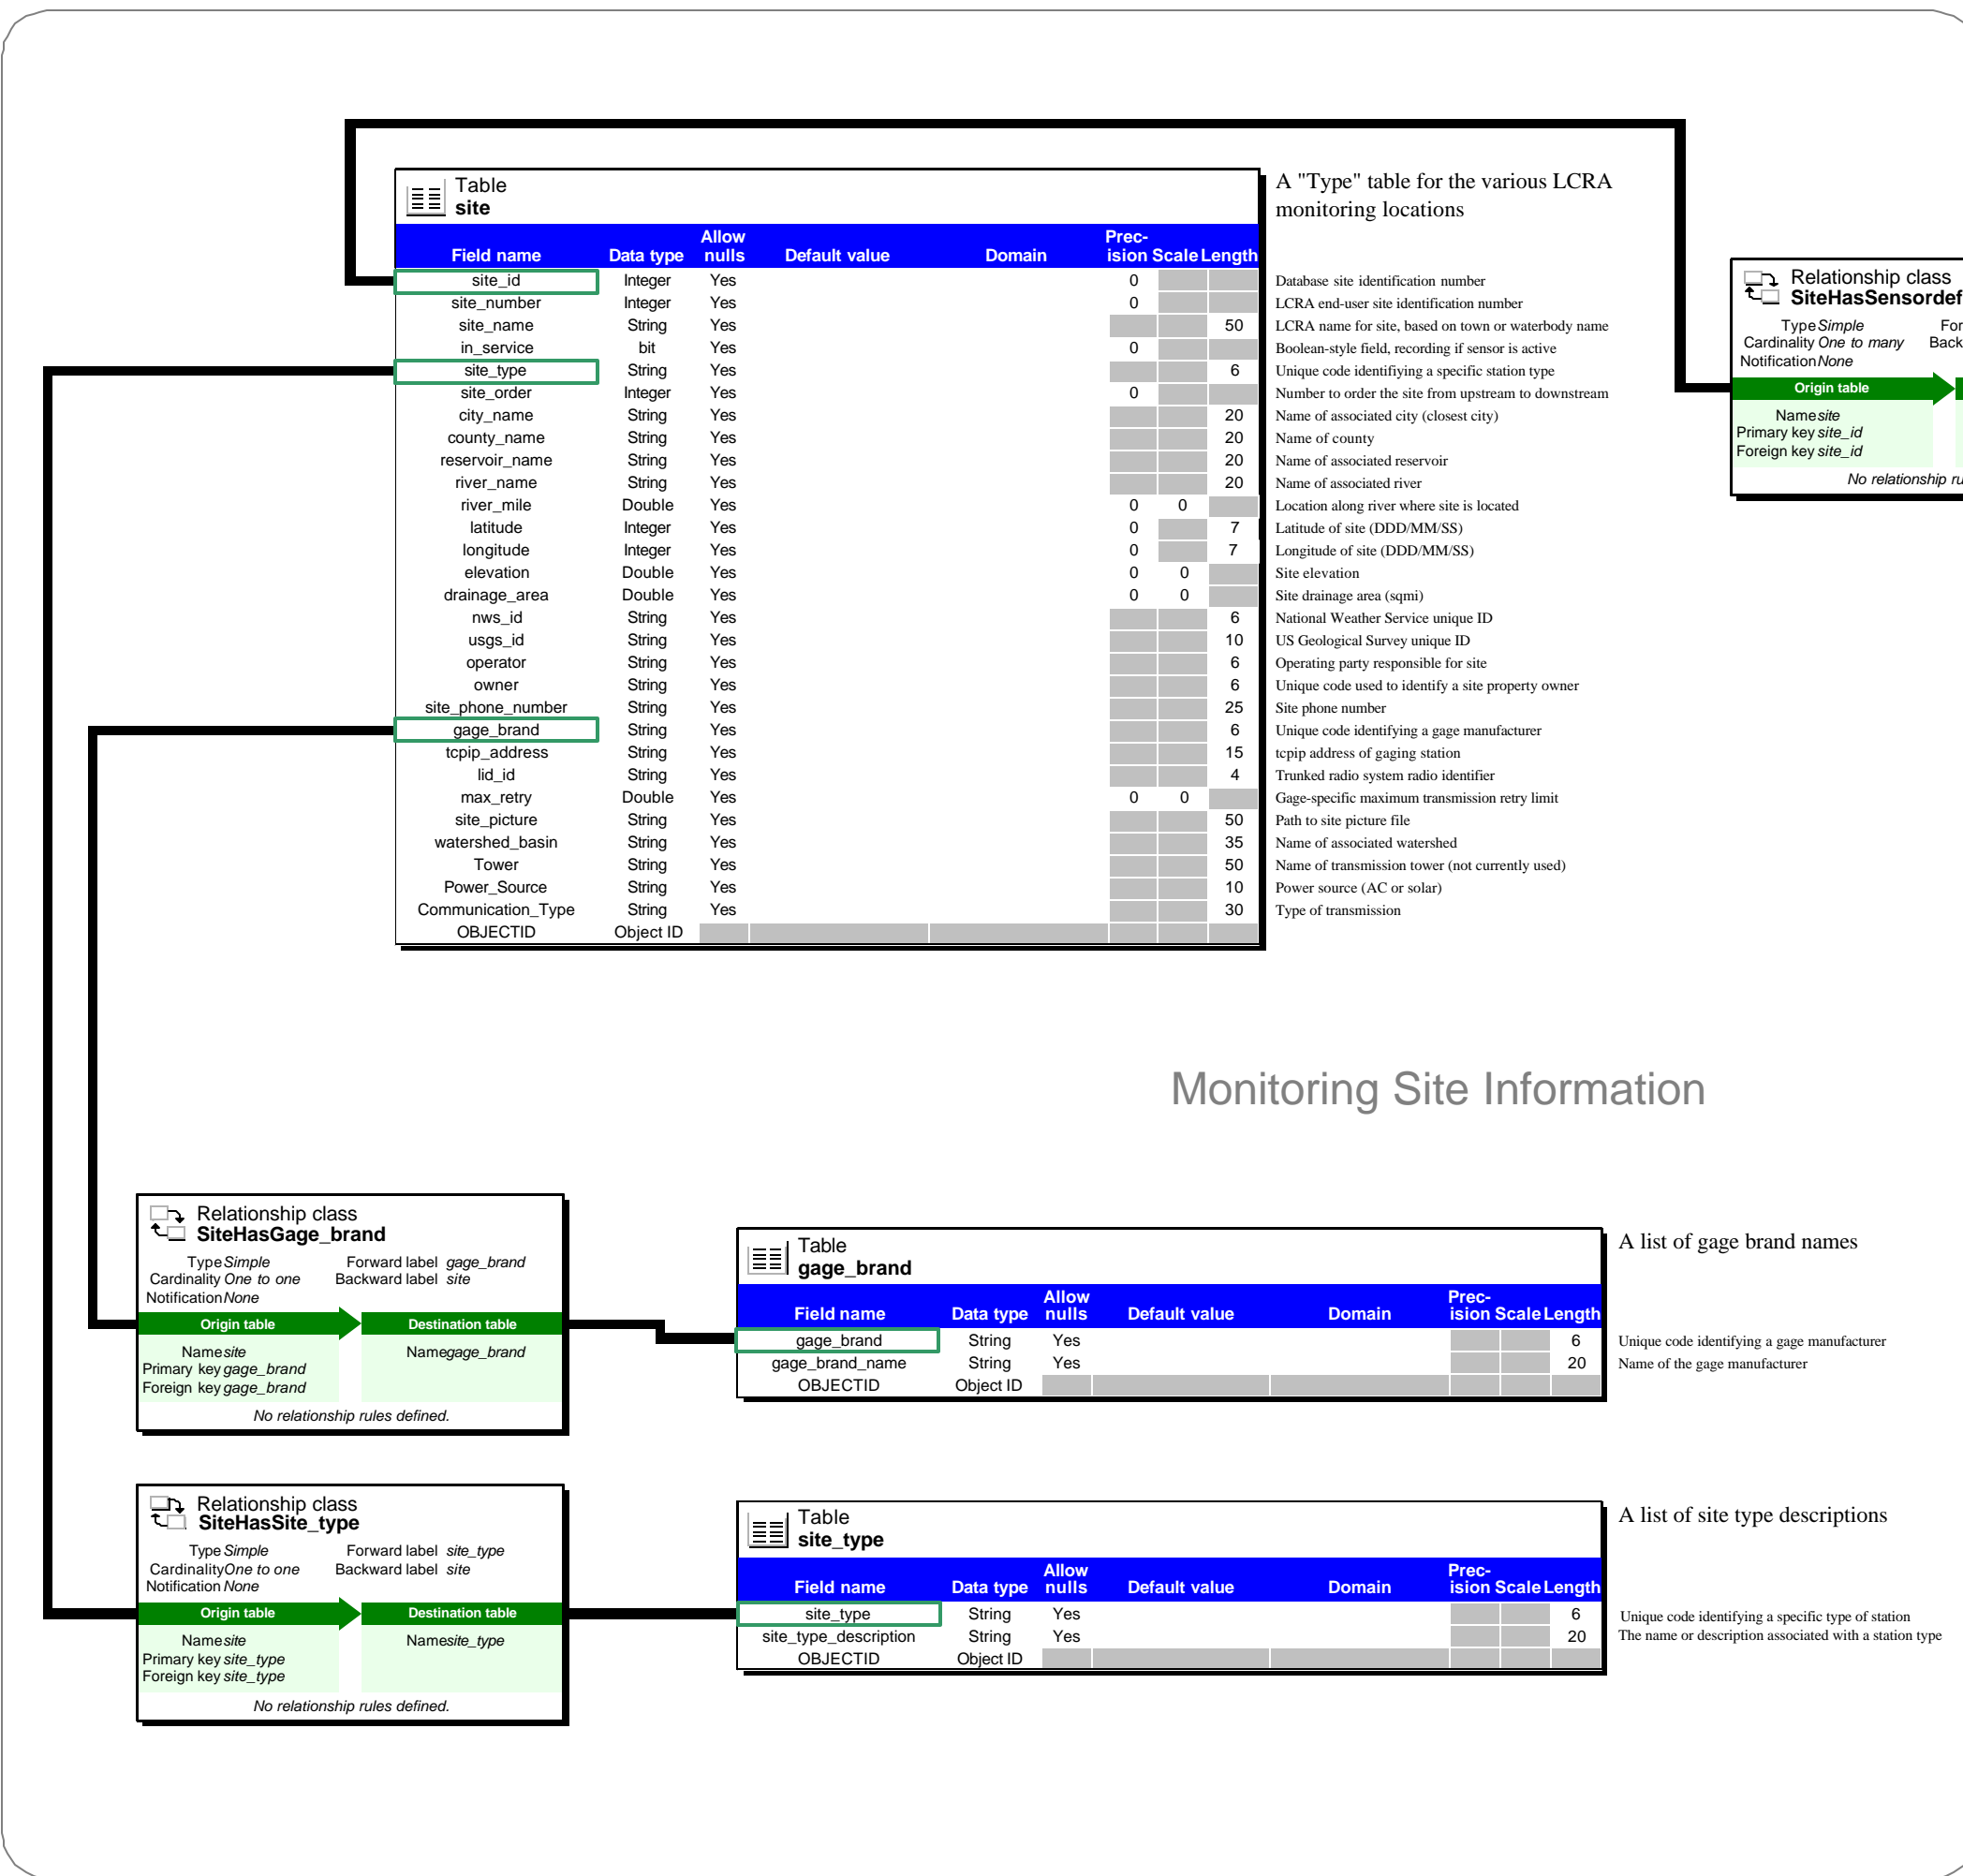 Table
site
A "Type" table for the various LCRA
monitoring locations
Field name Data type Allow nulls Default value Domain Prec-ision Scale Length
site_id Integer Yes 0 Database site identification number
site_number Integer Yes 0 LCRA end-user site identification number
site_name String Yes 50 LCRA name for site, based on town or waterbody name
in_service bit Yes 0 Boolean-style field, recording if sensor is active
site_type String Yes 6 Unique code identifiying a specific station type
site_order Integer Yes 0 Number to order the site from upstream to downstream
city_name String Yes 20 Name of associated city (closest city)
county_name String Yes 20 Name of county
reservoir_name String Yes 20 Name of associated reservoir
river_name String Yes 20 Name of associated river
river_mile Double Yes 0 0 Location along river where site is located
latitude Integer Yes 0 7 Latitude of site (DDD/MM/SS)
longitude Integer Yes 0 7 Longitude of site (DDD/MM/SS)
elevation Double Yes 0 0 Site elevation
drainage_area Double Yes 0 0 Site drainage area (sqmi)
nws_id String Yes 6 National Weather Service unique ID
usgs_id String Yes 10 US Geological Survey unique ID
operator String Yes 6 Operating party responsible for site
owner String Yes 6 Unique code used to identify a site property owner
site_phone_number String Yes 25 Site phone number
gage_brand String Yes 6 Unique code identifying a gage manufacturer
tcpip_address String Yes 15 tcpip address of gaging station
lid_id String Yes 4 Trunked radio system radio identifier
max_retry Double Yes 0 0 Gage-specific maximum transmission retry limit
site_picture String Yes 50 Path to site picture file
watershed_basin String Yes 35 Name of associated watershed
Tower String Yes 50 Name of transmission tower (not currently used)
Power_Source String Yes 10 Power source (AC or solar)
Communication_Type String Yes 30 Type of transmission
OBJECTID Object ID
Relationship class
SiteHasSensordef
Type Simple For
Cardinality One to many Back
Notification None
Origin table
Name site
Primary key site_id
Foreign key site_id
No relationship ru
Monitoring Site Information
Relationship class
SiteHasGage_brand
Type Simple Forward label gage_brand
Cardinality One to one Backward label site
Notification None
Origin table Destination table
Name site Name gage_brand
Primary key gage_brand
Foreign key gage_brand
No relationship rules defined.
Table
gage_brand
A list of gage brand names
Field name Data type Allow nulls Default value Domain Prec-ision Scale Length
gage_brand String Yes 6 Unique code identifying a gage manufacturer
gage_brand_name String Yes 20 Name of the gage manufacturer
OBJECTID Object ID
Relationship class
SiteHasSite_type
Type Simple Forward label site_type
Cardinality One to one Backward label site
Notification None
Origin table Destination table
Name site Name site_type
Primary key site_type
Foreign key site_type
No relationship rules defined.
Table
site_type
A list of site type descriptions
Field name Data type Allow nulls Default value Domain Prec-ision Scale Length
site_type String Yes 6 Unique code identifying a specific type of station
site_type_description String Yes 20 The name or description associated with a station type
OBJECTID Object ID